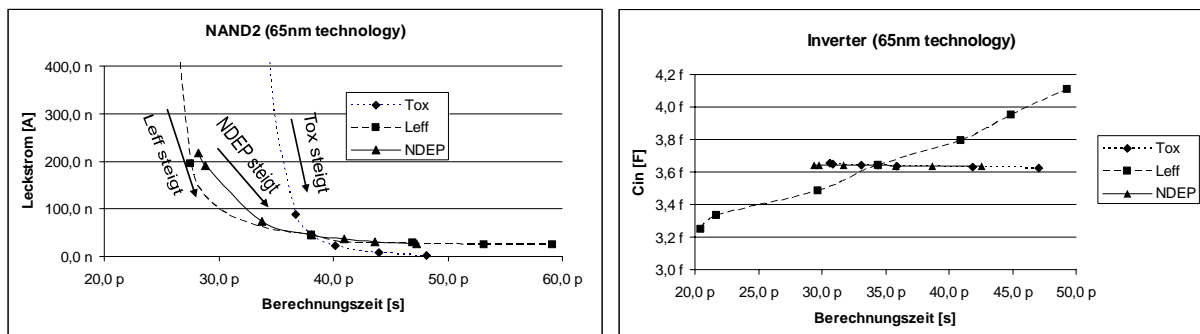 NAND2 (65nm technology)
400,0 n
300,0 n
200,0 n
100,0 n
0,0 n
Leckstrom [A]
Leff steigt
NDEP steigt
Tox steigt
Tox
Leff
NDEP
20,0 p 30,0 p 40,0 p 50,0 p 60,0 p
Berechnungszeit [s]
Inverter (65nm technology)
4,2 f
4,0 f
3,8 f
3,6 f
3,4 f
3,2 f
3,0 f
Cin [F]
Tox
Leff
NDEP
20,0 p 25,0 p 30,0 p 35,0 p 40,0 p 45,0 p 50,0 p
Berechnungszeit [s]